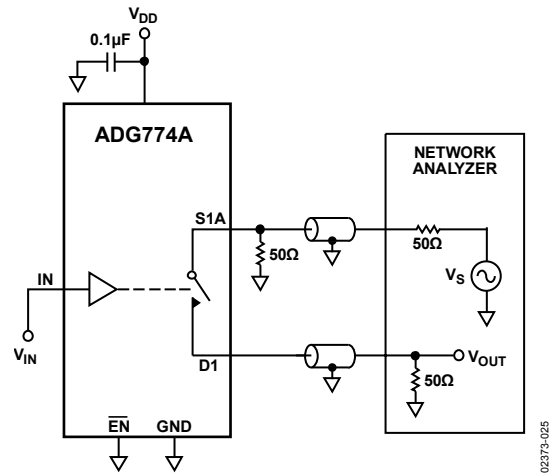 VDD
0.1µF
ADG774A
NETWORK
ANALYZER
S1A
50Ω
50Ω
VS
IN
VIN
D1
VOUT
50Ω
EN
GND
02373-025